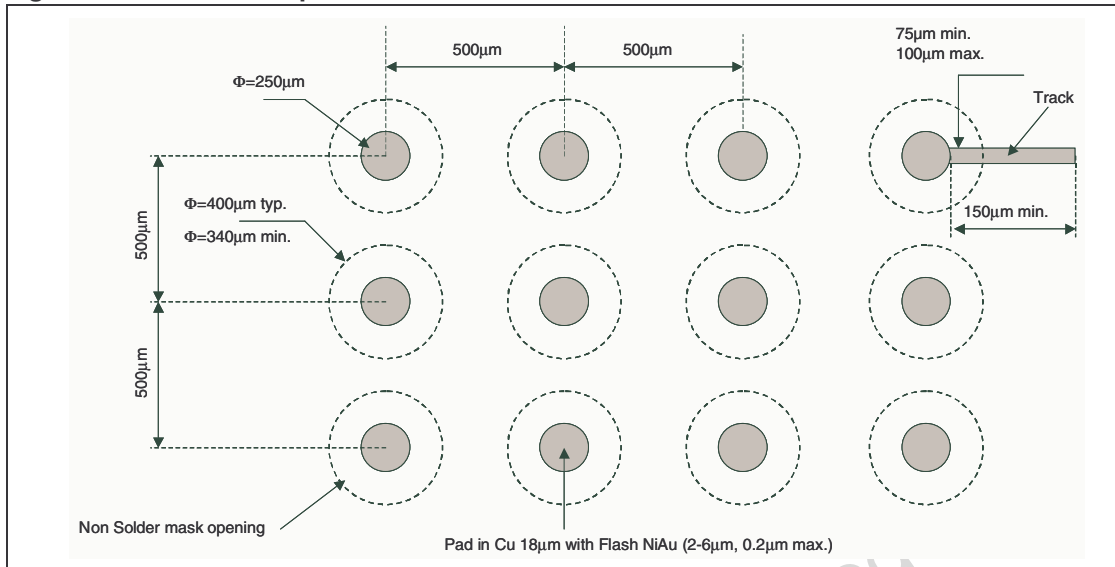 500µm
500µm
75µm min.
100µm max.
Φ=250µm
Track
Φ=400µm typ.
Φ=340µm min.
500µm
150µm min.
500µm
Non Solder mask opening
Pad in Cu 18µm with Flash NiAu (2-6µm, 0.2µm max.)